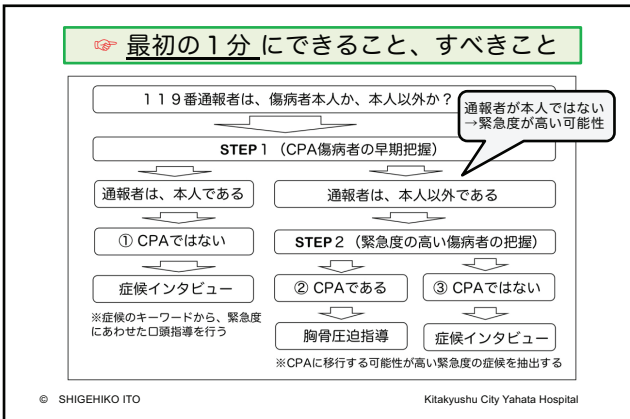 ☞ 最初の1分 にできること、すべきこと
119番通報者は、傷病者本人か、本人以外か?
通報者が本人ではない
→緊急度が高い可能性
STEP1(CPA傷病者の早期把握)
通報者は、本人である
通報者は、本人以外である
① CPAではない
STEP2(緊急度の高い傷病者の把握)
症候インタビュー
② CPAである
③ CPAではない
※症候のキーワードから、緊急度
にあわせた口頭指導を行う
胸骨圧迫指導
症候インタビュー
※CPAに移行する可能性が高い緊急度の症候を抽出する
© SHIGEHIKO ITO
Kitakyushu City Yahata Hospital